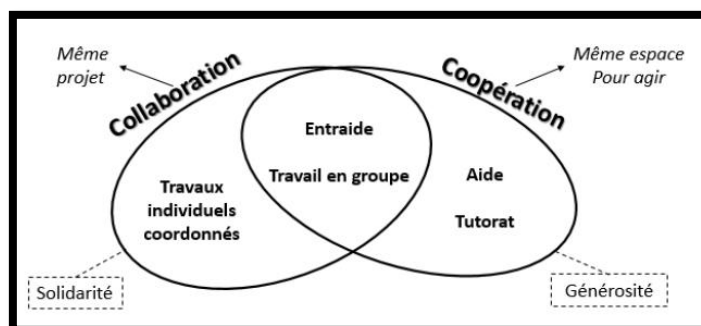 Même
projet
Collaboration
Coopération
Même espace
Pour agir
Entraide
Travail en groupe
Travaux
individuels
coordonnés
Aide
Tutorat
Solidarité
Générosité